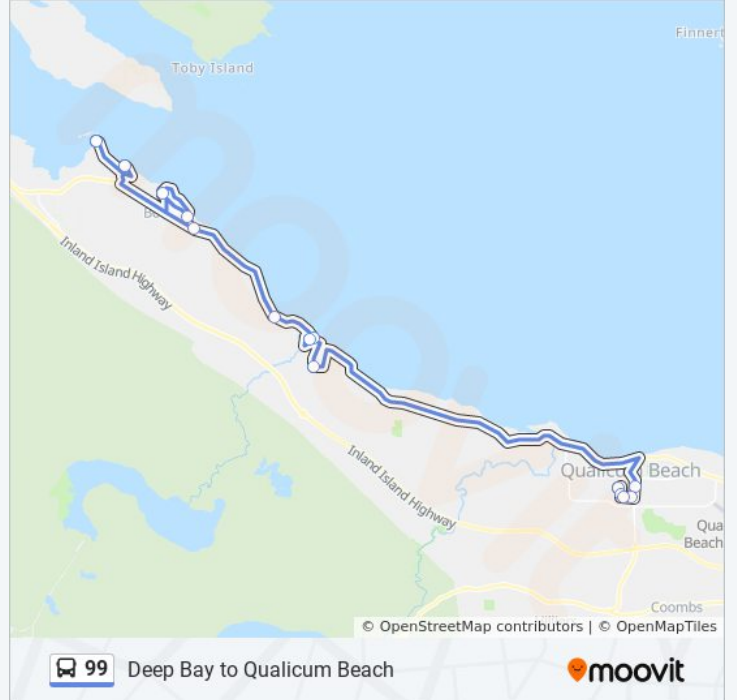 Finnert
Toby Island
Inland Island Highway
Inland Island Highway
Qualicu Beach
Qua
Beach
Coombs
© OpenStreetMap contributors | © OpenMapTiles
99 Deep Bay to Qualicum Beach
moovit